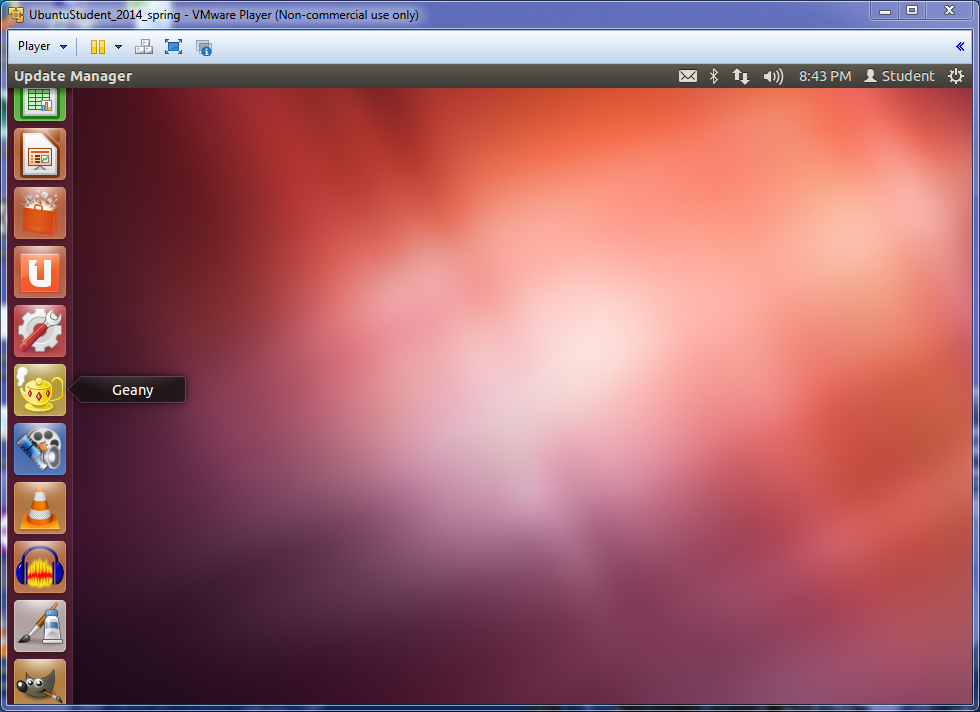 UbuntuStudent_2014_spring - VMware Player (Non-commercial use only)
Player
Update Manager
8:43 PM
Student
Geany